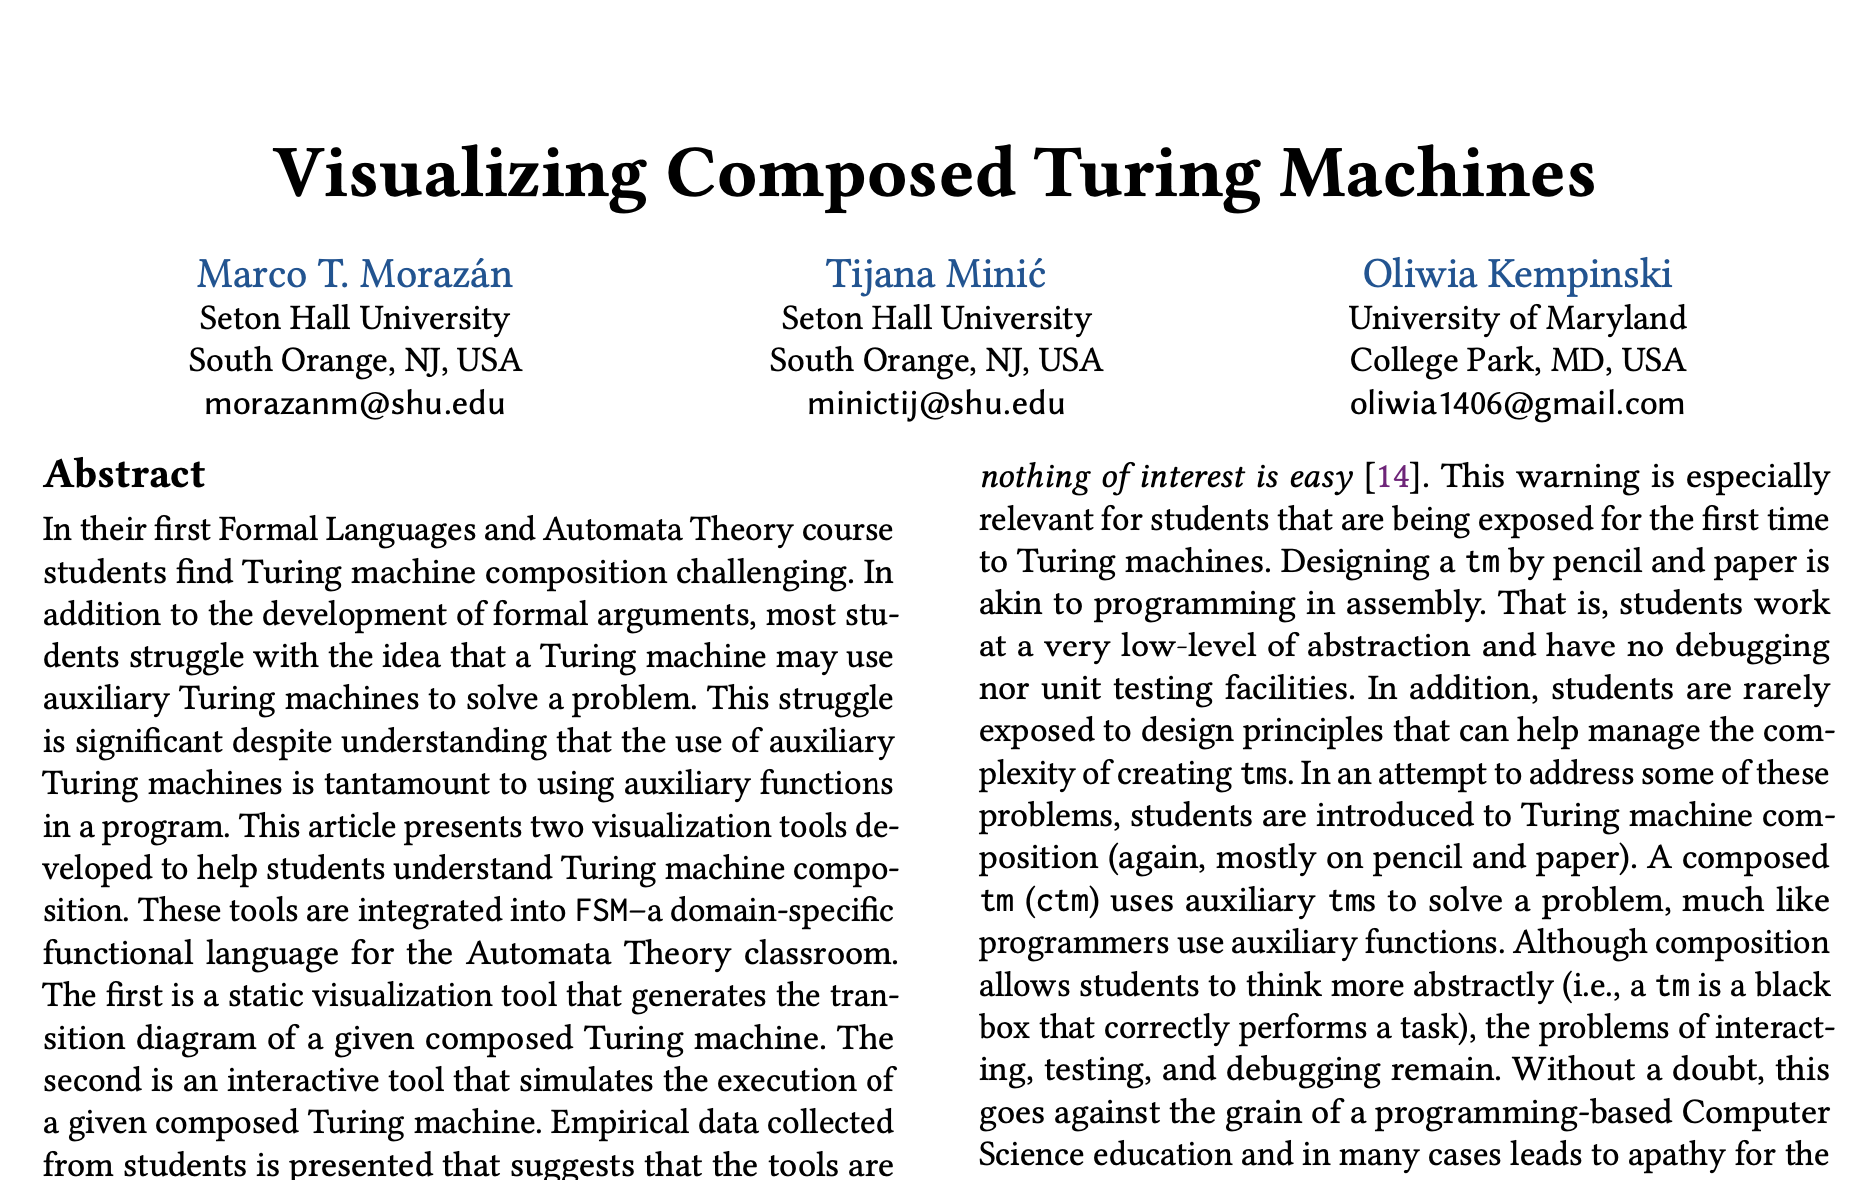 Visualizing Composed Turing Machines
Marco T. Morazán
Seton Hall University
South Orange, NJ, USA
morazanm@shu.edu
Tijana Minić
Seton Hall University
South Orange, NJ, USA
minictij@shu.edu
Oliwia Kempinski
University of Maryland
College Park, MD, USA
oliwia1406@gmail.com
Abstract
In their first Formal Languages and Automata Theory course
students find Turing machine composition challenging. In
addition to the development of formal arguments, most stu-
dents struggle with the idea that a Turing machine may use
auxiliary Turing machines to solve a problem. This struggle
is significant despite understanding that the use of auxiliary
Turing machines is tantamount to using auxiliary functions
in a program. This article presents two visualization tools de-
veloped to help students understand Turing machine compo-
sition. These tools are integrated into FSM–a domain-specific
functional language for the Automata Theory classroom.
The first is a static visualization tool that generates the tran-
sition diagram of a given composed Turing machine. The
second is an interactive tool that simulates the execution of
a given composed Turing machine. Empirical data collected
from students is presented that suggests that the tools are
nothing of interest is easy [14]. This warning is especially
relevant for students that are being exposed for the first time
to Turing machines. Designing a tm by pencil and paper is
akin to programming in assembly. That is, students work
at a very low-level of abstraction and have no debugging
nor unit testing facilities. In addition, students are rarely
exposed to design principles that can help manage the com-
plexity of creating tms. In an attempt to address some of these
problems, students are introduced to Turing machine com-
position (again, mostly on pencil and paper). A composed
tm (ctm) uses auxiliary tms to solve a problem, much like
programmers use auxiliary functions. Although composition
allows students to think more abstractly (i.e., a tm is a black
box that correctly performs a task), the problems of interact-
ing, testing, and debugging remain. Without a doubt, this
goes against the grain of a programming-based Computer
Science education and in many cases leads to apathy for the